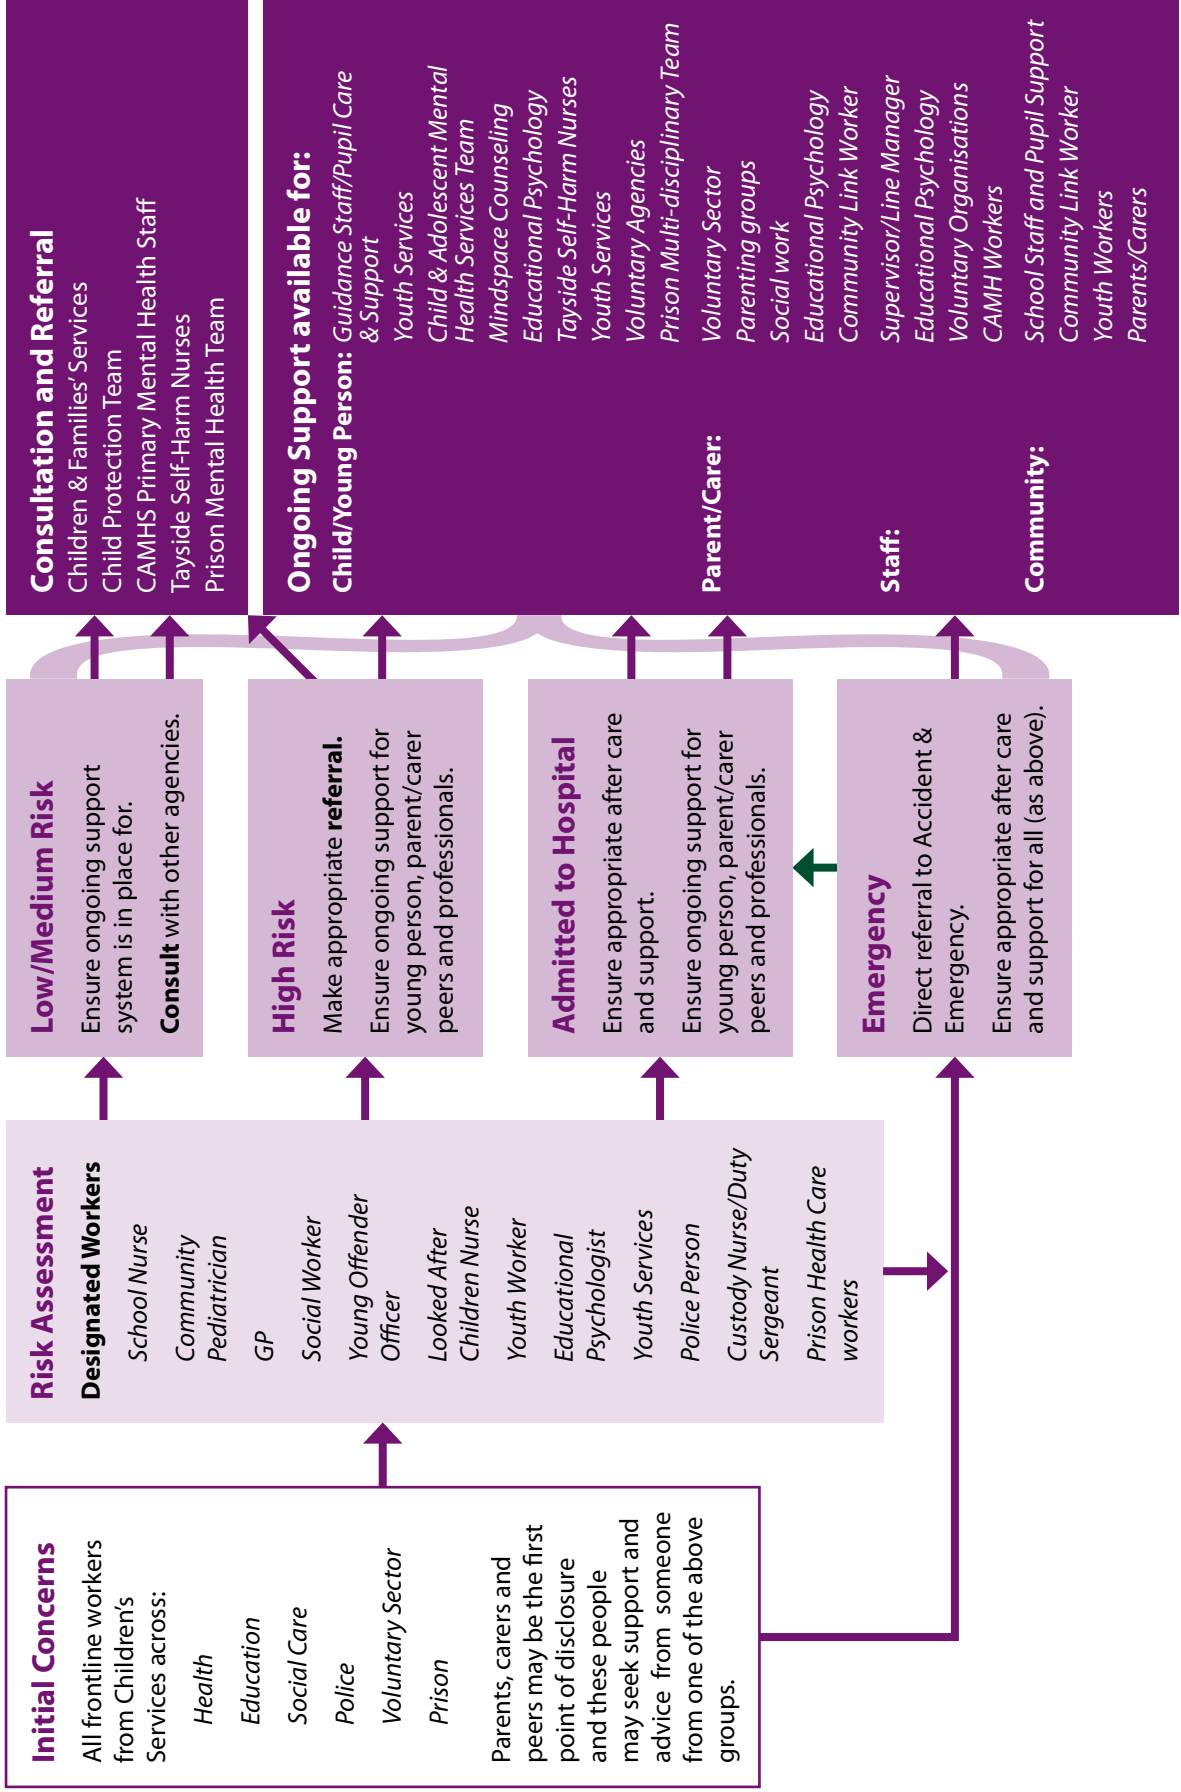 Initial Concerns
All frontline workers
from Children's
Services across:
Health
Education
Social Care
Police
Voluntary Sector
Prison
Parents, carers and
peers may be the first
point of disclosure
and these people
may seek support and
advice from someone
from one of the above
groups.
Risk Assessment
Designated Workers
School Nurse
Community
Pediatrician
GP
Social Worker
Young Offender
Officer
Looked After
Children Nurse
Youth Worker
Educational
Psychologist
Youth Services
Police Person
Custody Nurse/Duty
Sergeant
Prison Health Care
workers
Low/Medium Risk
Ensure ongoing support
system is in place for.
Consult with other agencies.
High Risk
Make appropriate referral.
Ensure ongoing support for
young person, parent/carer
peers and professionals.
Admitted to Hospital
Ensure appropriate after care
and support.
Ensure ongoing support for
young person, parent/carer
peers and professionals.
Emergency
Direct referral to Accident &
Emergency.
Ensure appropriate after care
and support for all (as above).
Consultation and Referral
Children & Families' Services
Child Protection Team
CAMHS Primary Mental Health Staff
Tayside Self-Harm Nurses
Prison Mental Health Team
Ongoing Support available for:
Child/Young Person: Guidance Staff/Pupil Care
& Support
Youth Services
Child & Adolescent Mental
Health Services Team
Mindspace Counseling
Educational Psychology
Tayside Self-Harm Nurses
Youth Services
Voluntary Agencies
Prison Multi-disciplinary Team
Parent/Carer: Voluntary Sector
Parenting groups
Social work
Educational Psychology
Community Link Worker
Staff: Supervisor/Line Manager
Educational Psychology
Voluntary Organisations
CAMH Workers
Community: School Staff and Pupil Support
Community Link Worker
Youth Workers
Parents/Carers